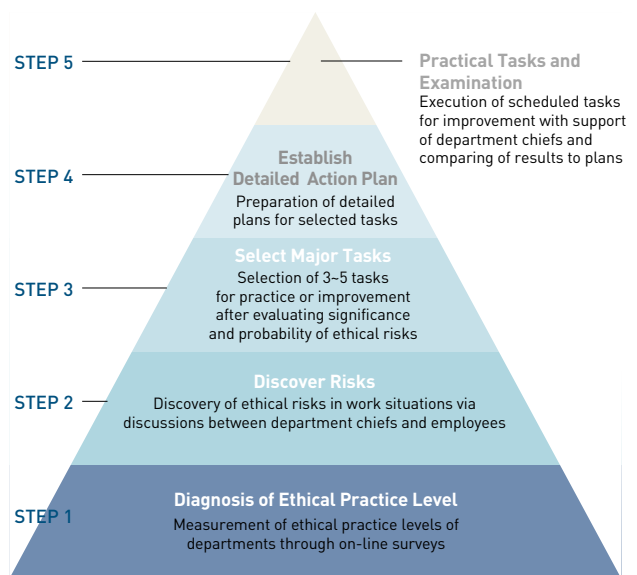 STEP 5
Practical Tasks and
Examination
Execution of scheduled tasks
for improvement with support
of department chiefs and
comparing of results to plans
STEP 4
Establish
Detailed Action Plan
Preparation of detailed
plans for selected tasks
STEP 3
Select Major Tasks
Selection of 3~5 tasks
for practice or improvement
after evaluating significance
and probability of ethical risks
STEP 2
Discover Risks
Discovery of ethical risks in work situations via
discussions between department chiefs and employees
STEP 1
Diagnosis of Ethical Practice Level
Measurement of ethical practice levels of
departments through on-line surveys